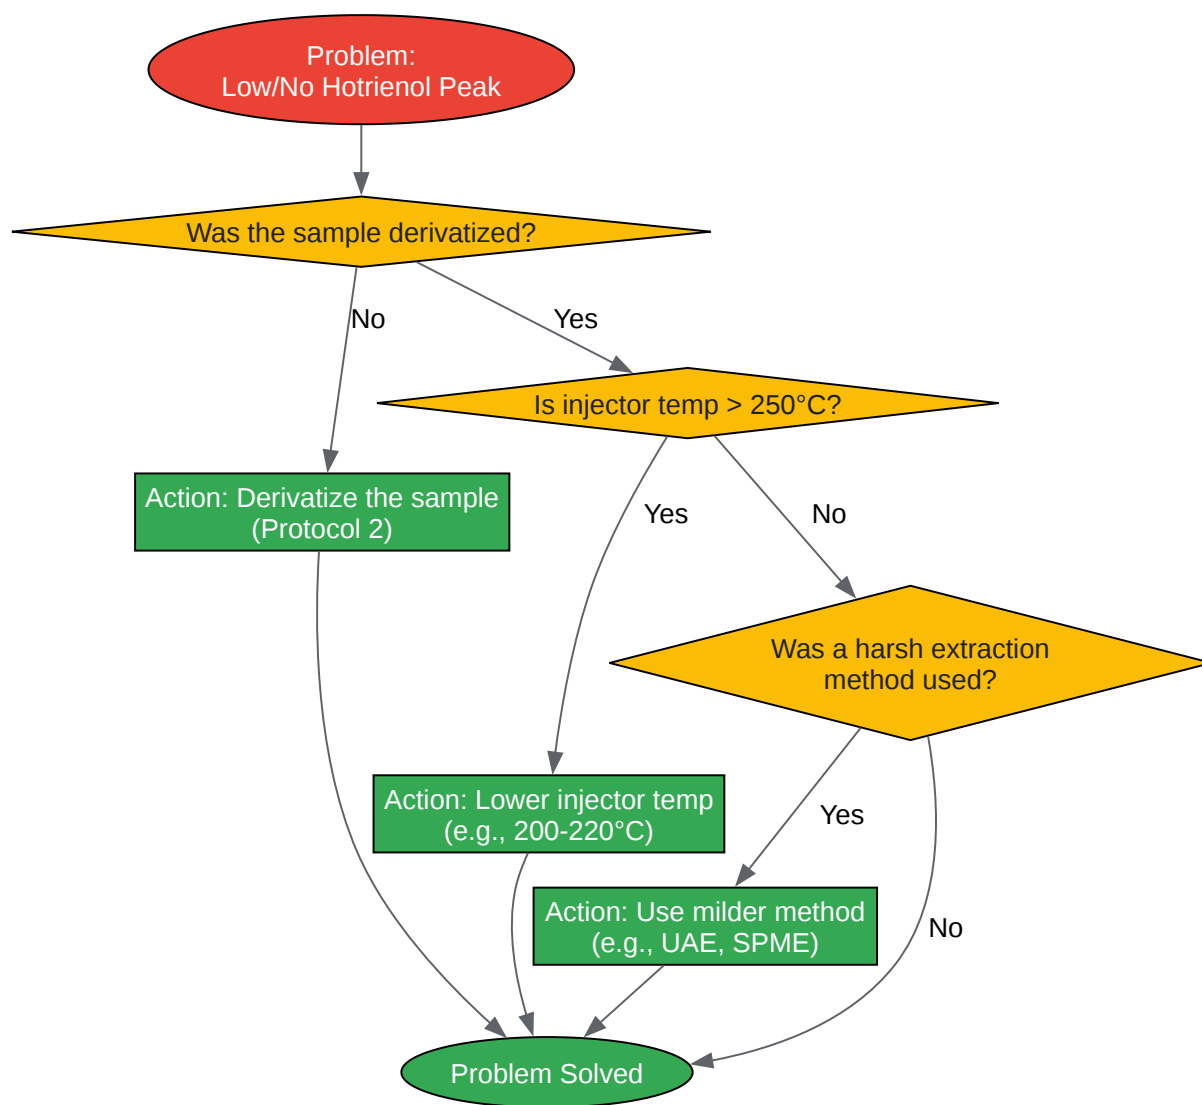 Problem:
Low/No Hotrienol Peak
Was the sample derivatized?
No
Yes
Is injector temp > 250°C?
Action: Derivatize the sample
(Protocol 2)
Yes
No
Was a harsh extraction
method used?
Action: Lower injector temp
(e.g., 200-220°C)
Yes
Action: Use milder method
(e.g., UAE, SPME)
No
Problem Solved